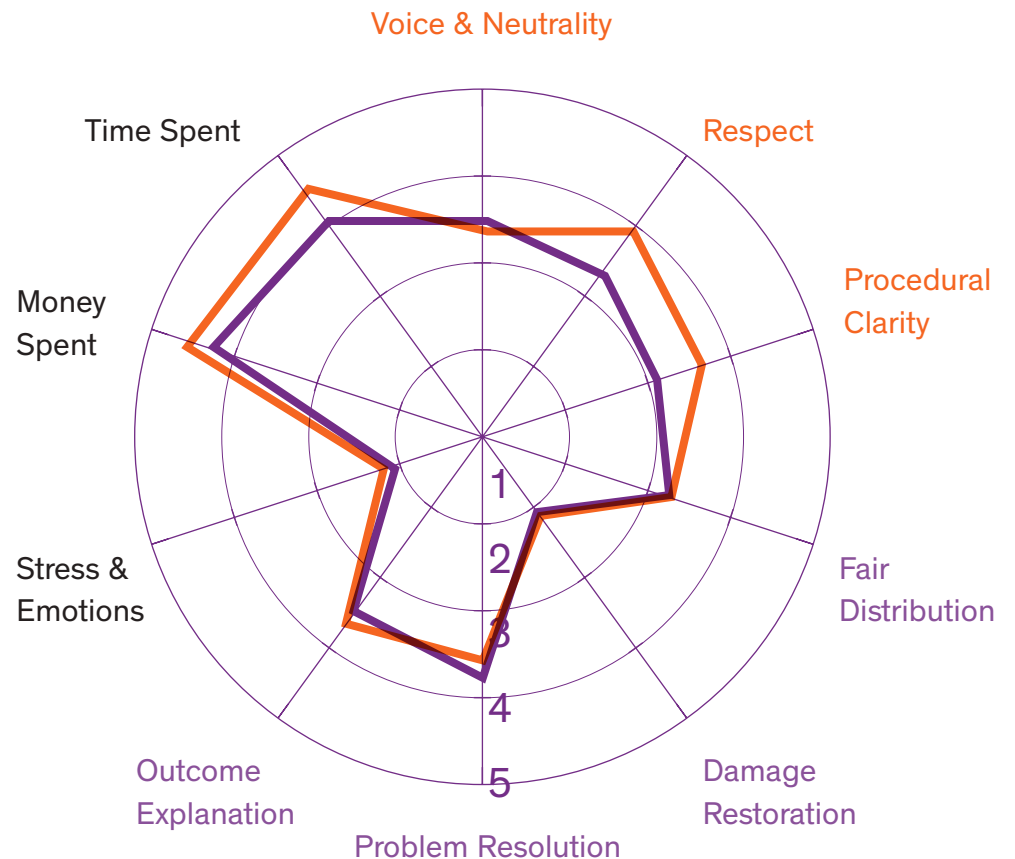 Voice & Neutrality
Time Spent
Respect
Procedural
Clarity
Money
Spent
1
2
3
4
5
Stress &
Emotions
Fair
Distribution
Outcome
Explanation
Damage
Restoration
Problem Resolution